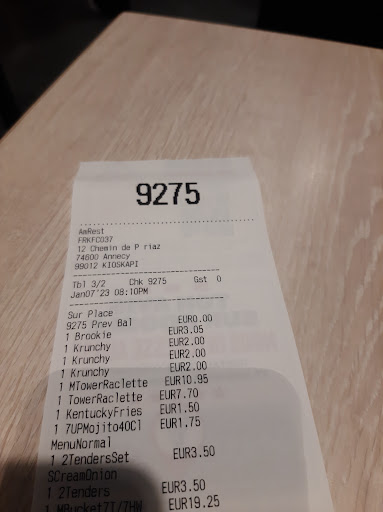 9275
AmRest
FRKFC037
12 Chemin de P riaz
74600 Annecy
99012 KIOSKAPI
Tbl 3/2 Chk 9275 Gst 0
Jan07'23 08:10PM
Sur Place
9275 Prev Bal EUR0.00
1 Brookie EUR3.05
1 Krunchy EUR2.00
1 Krunchy EUR2.00
1 Krunchy EUR2.00
1 MTowerRaclette EUR10.95
1 TowerRaclette EUR7.70
1 KentuckyFries EUR1.50
1 7UPMojito40Cl EUR1.75
MenuNormal
1 2TendersSet EUR3.50
SCreamOnion
1 2Tenders EUR3.50
1 WBucket7T/7HW EUR19.25